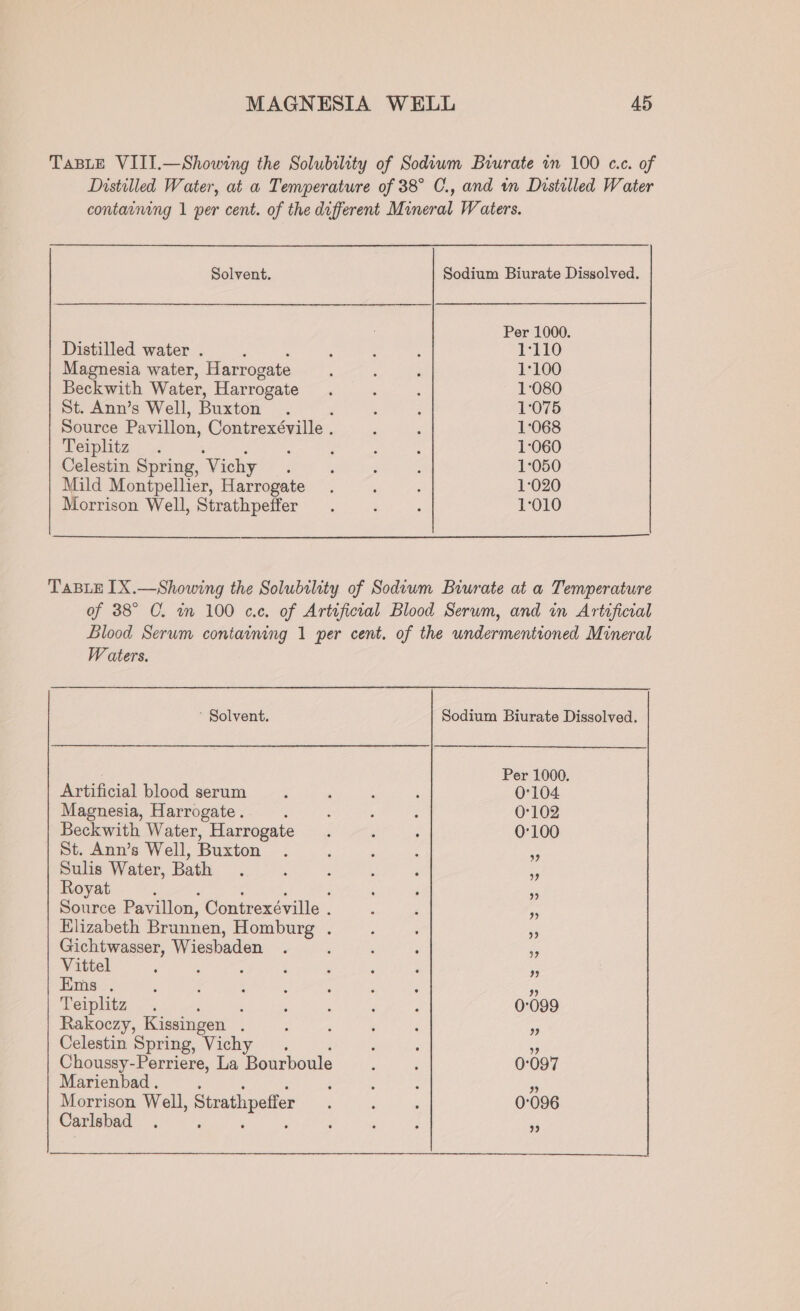 MAGNESIA WELL 45
TABLE VIII.—Showing the Solubility of Sodium Biurate in 100 c.c. of
Distilled Water, at a Temperature of 38° C., and in Distilled Water
containing 1 per cent. of the different Mineral Waters.
Solvent. Sodium Biurate Dissolved.
Per 1000.
Distilled water . . . . . . 1·110
Magnesia water, Harrogate . . . 1·100
Beckwith Water, Harrogate . . . 1·080
St. Ann's Well, Buxton . . . . 1·075
Source Pavillon, Contrexéville . . . 1·068
Teiplitz . . . . . . . 1·060
Celestin Spring, Vichy . . . . 1·050
Mild Montpellier, Harrogate . . . 1·020
Morrison Well, Strathpeffer . . . 1·010
TABLE IX.—Showing the Solubility of Sodium Biurate at a Temperature
of 38° C. in 100 c.c. of Artificial Blood Serum, and in Artificial
Blood Serum containing 1 per cent. of the undermentioned Mineral
Waters.
Solvent. Sodium Biurate Dissolved.
Per 1000.
Artificial blood serum . . . . 0·104
Magnesia, Harrogate . . . . . 0·102
Beckwith Water, Harrogate . . . 0·100
St. Ann's Well, Buxton . . . . ,,
Sulis Water, Bath . . . . . ,,
Royat . . . . . ,,
Source Pavillon, Contrexéville . . . ,,
Elizabeth Brunnen, Homburg . . . ,,
Gichtwasser, Wiesbaden . . . . ,,
Vittel . . . . . . ,,
Ems . . . . . . . ,,
Teiplitz . . . . . . . 0·099
Rakoczy, Kissingen . . . . . ,,
Celestin Spring, Vichy . . . . ,,
Choussy-Perriere, La Bourboule . . 0·097
Marienbad . . . . . . ,,
Morrison Well, Strathpeffer . . . 0·096
Carlsbad . . . . . . . ,,